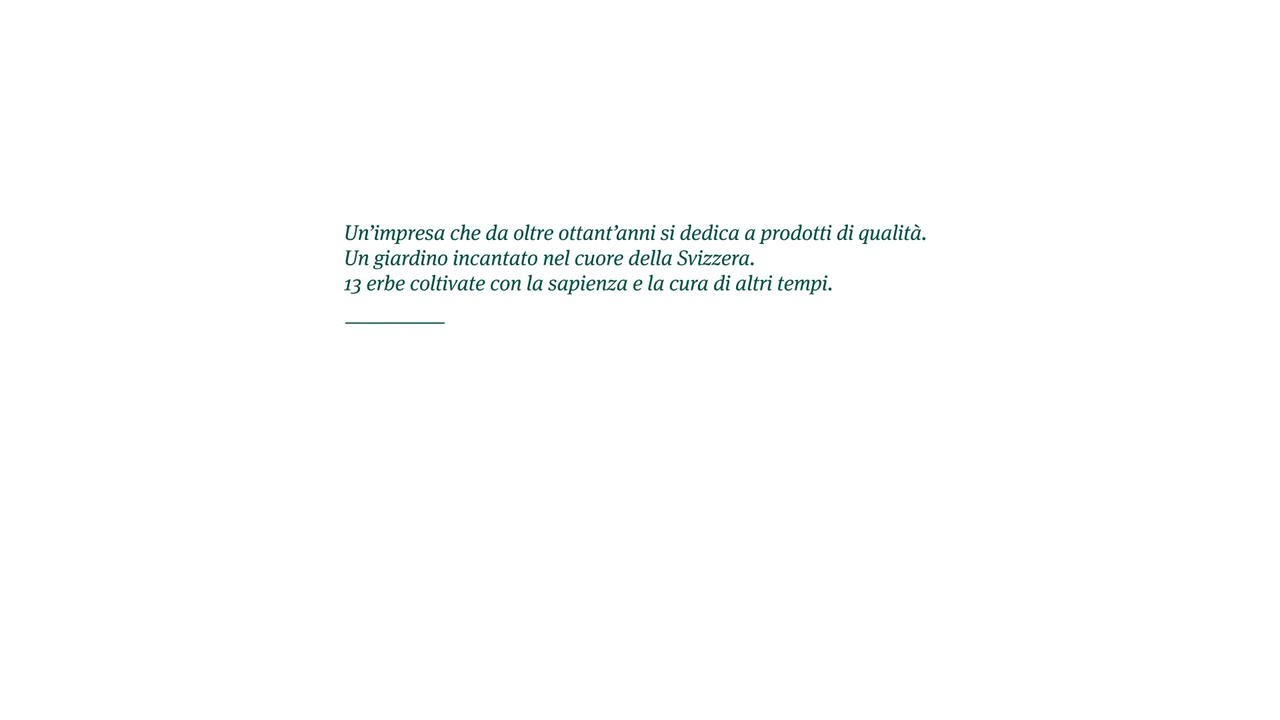 Un’impresa che da oltre ottant’anni si dedica a prodotti di qualità.
Un giardino incantato nel cuore della Svizzera.
13 erbe coltivate con la sapienza e la cura di altri tempi.